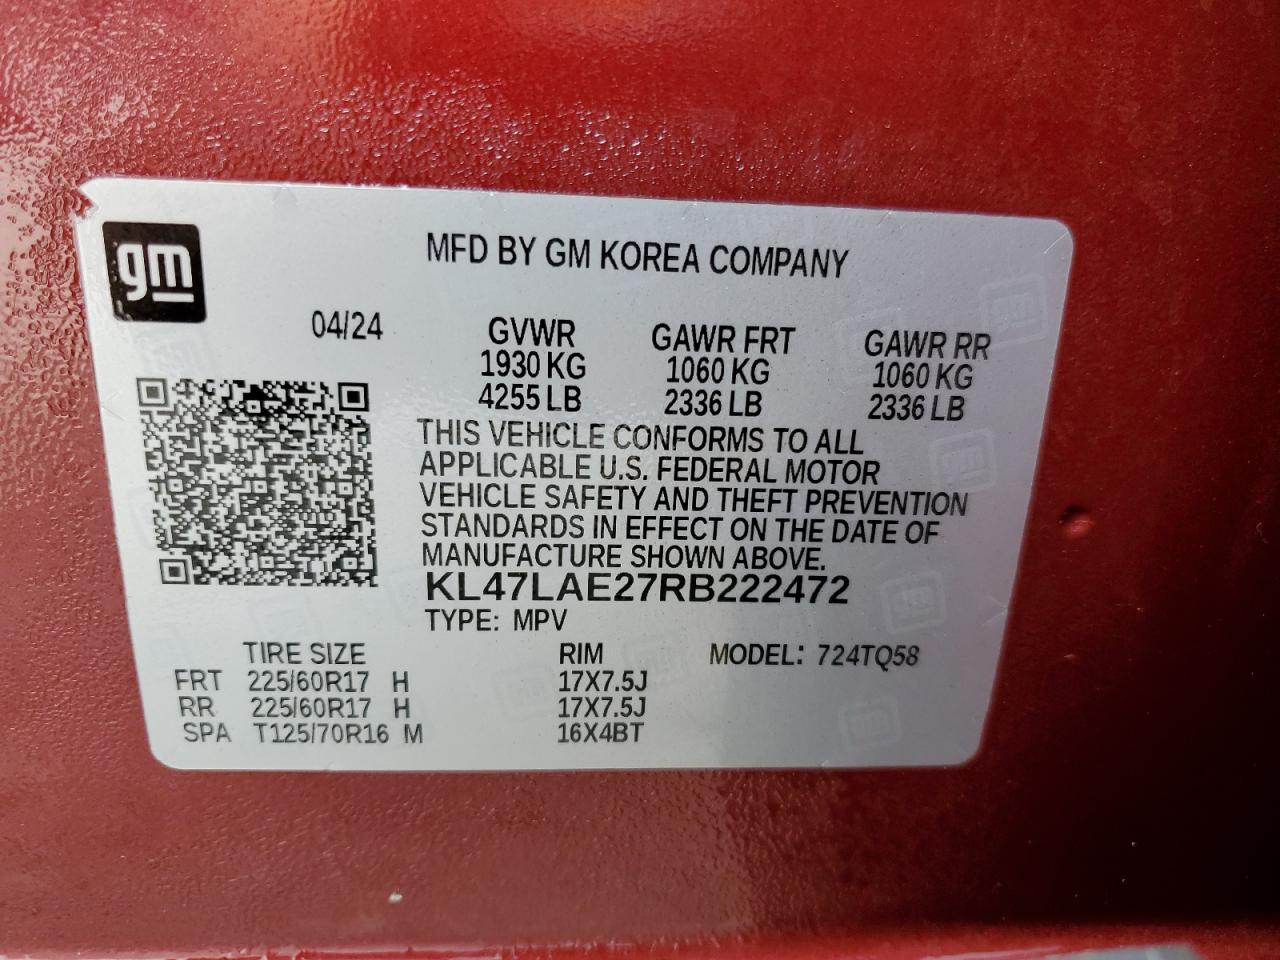 gm
MFD BY GM KOREA COMPANY
04/24
GVWR GAWR FRT GAWR RR
1930 KG 1060 KG 1060 KG
4255 LB 2336 LB 2336 LB
THIS VEHICLE CONFORMS TO ALL
APPLICABLE U.S. FEDERAL MOTOR
VEHICLE SAFETY AND THEFT PREVENTION
STANDARDS IN EFFECT ON THE DATE OF
MANUFACTURE SHOWN ABOVE.
KL47LAE27RB222472
TYPE: MPV
TIRE SIZE RIM MODEL: 724TQ58
FRT 225/60R17 H 17X7.5J
RR 225/60R17 H 17X7.5J
SPA T125/70R16 M 16X4BT